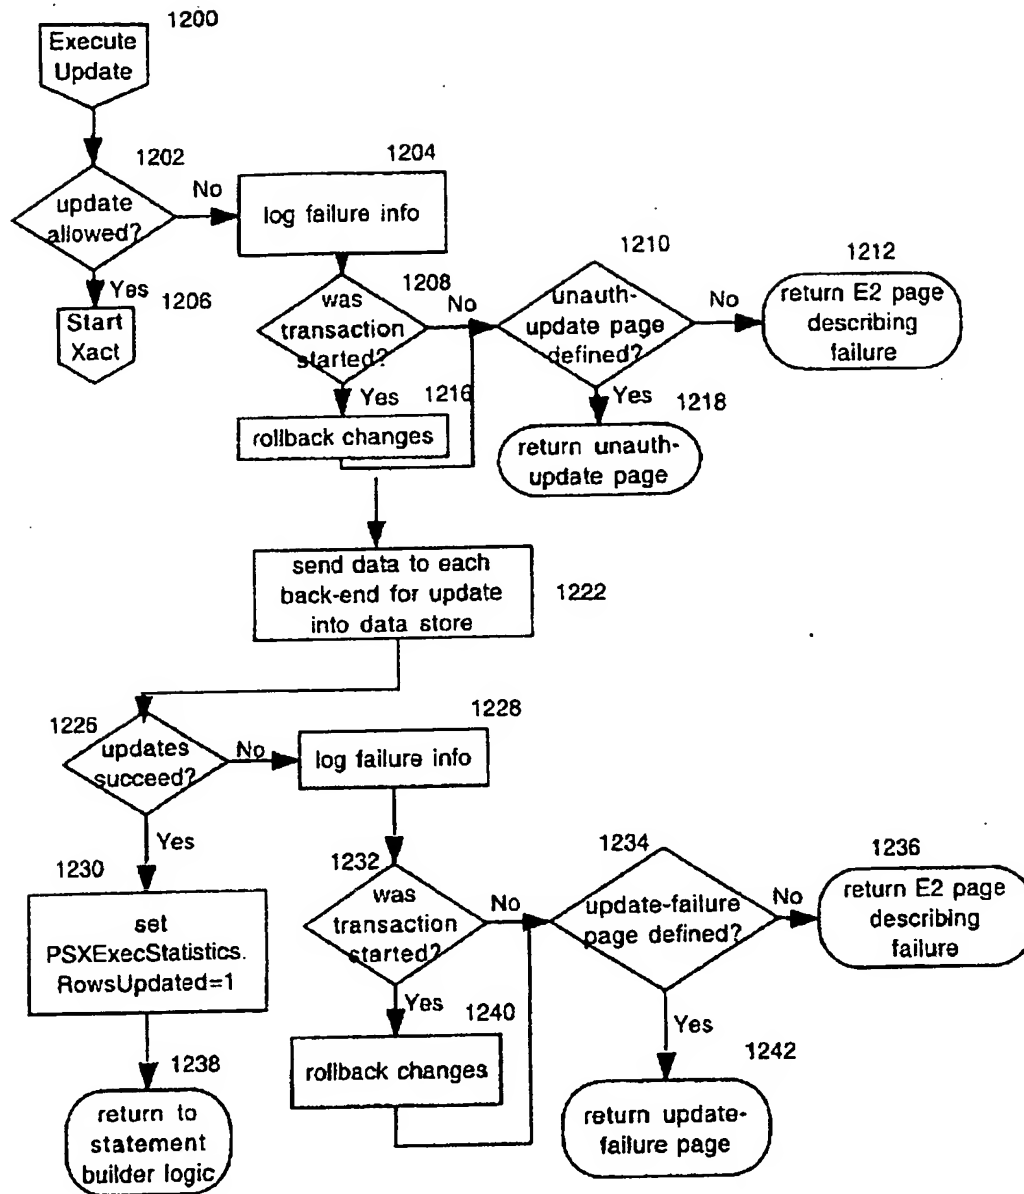 1200
Execute
Update
1202
update
allowed?
No
1204
log failure info
Yes
1206
Start
Xact
1208
was
transaction
started?
No
1210
unauth-
update page
defined?
No
1212
return E2 page
describing
failure
Yes
1216
rollback changes
Yes
1218
return unauth-
update page
send data to each
back-end for update
into data store
1222
1226
updates
succeed?
No
1228
log failure info
Yes
1230
set
PSXExecStatistics.
RowsUpdated=1
1232
was
transaction
started?
No
1234
update-failure
page defined?
No
1236
return E2 page
describing
failure
Yes
1240
rollback changes
Yes
1242
return update-
failure page
1238
return to
statement
builder logic